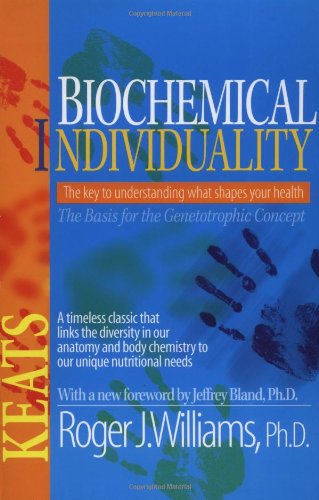 BIOCHEMICAL
INDIVIDUALITY
The key to understanding what shapes your health
The Basis for the Genetotrophic Concept
KEATS
A timeless classic that
links the diversity in our
anatomy and body chemistry to
our unique nutritional needs
With a new foreword by Jeffrey Bland, Ph.D.
Roger J. Williams, Ph.D.